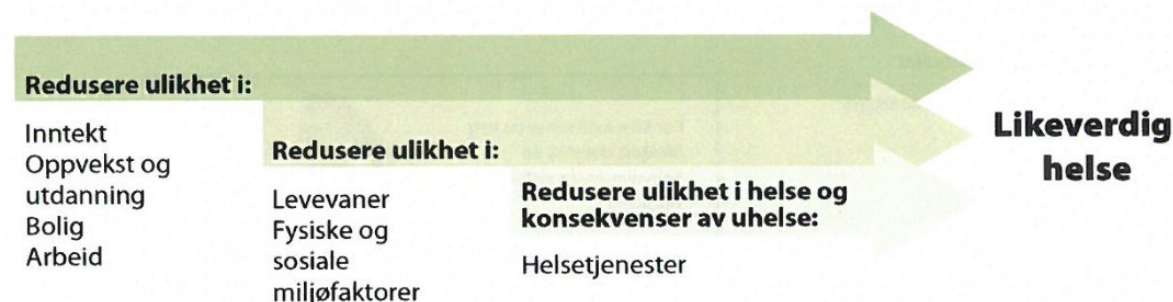 Redusere ulikhet i:
Inntekt
Oppvekst og
utdanning
Bolig
Arbeid
Redusere ulikhet i:
Levevaner
Fysiske og
sosiale
miljøfaktorer
Redusere ulikhet i helse og
konsekvenser av uhelse:
Helsetjenester
Likeverdig
helse